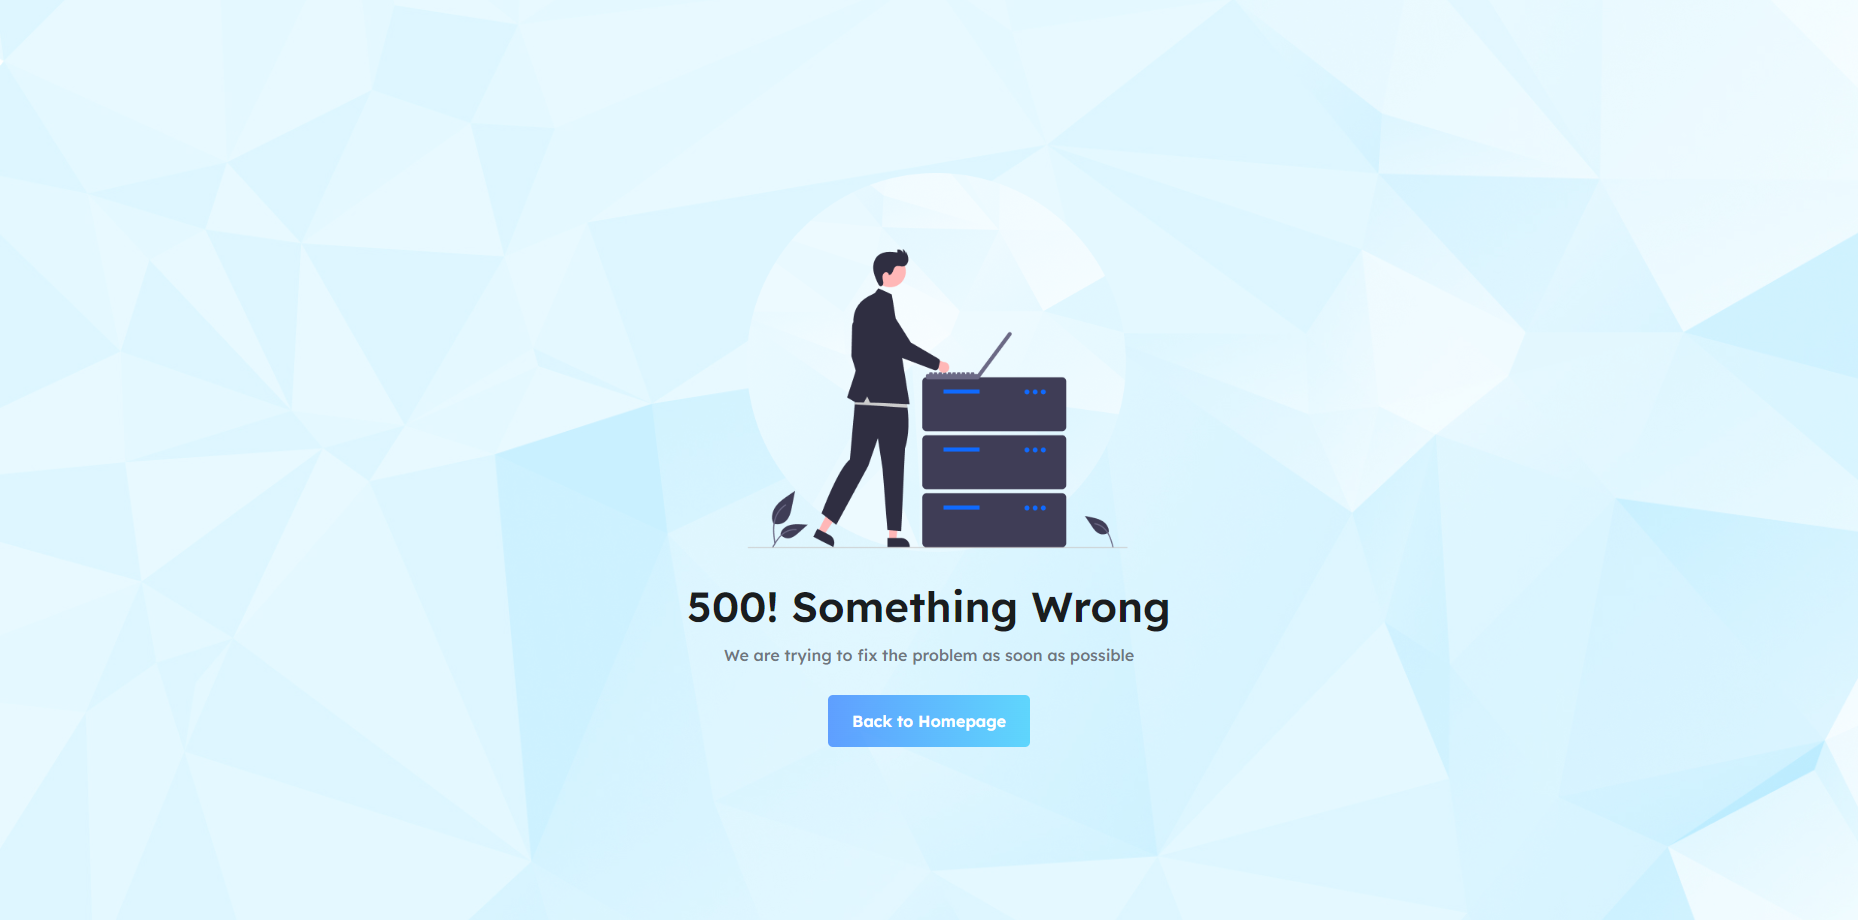 500! Something Wrong
We are trying to fix the problem as soon as possible
Back to Homepage